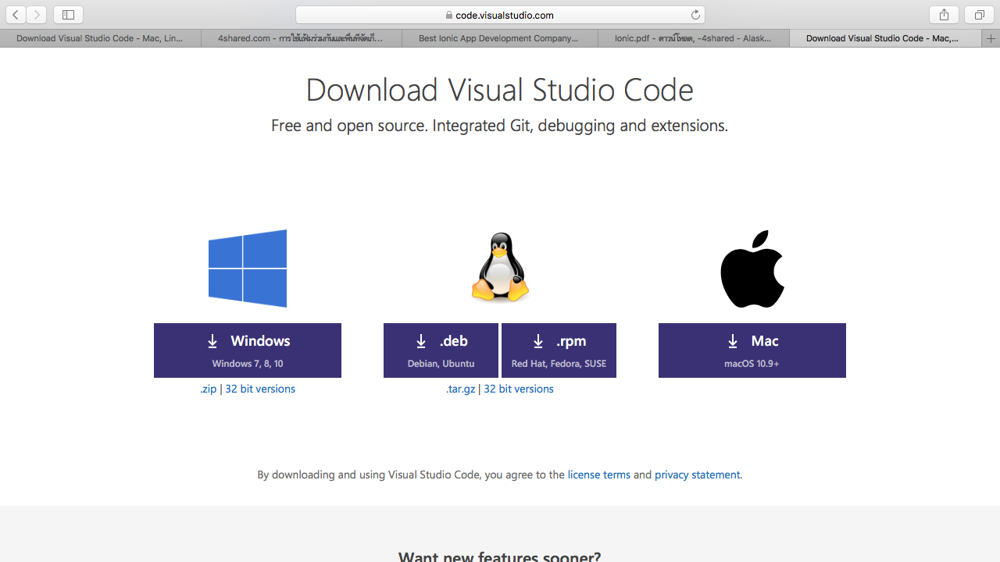 code.visualstudio.com
Download Visual Studio Code - Mac, Lin...
4shared.com - การใช้แฟ้มร่วมกันและพื้นที่จัดเก็...
Best Ionic App Development Company...
Ionic.pdf - ดาวน์โหลด, -4shared - Alask...
Download Visual Studio Code - Mac,...
Download Visual Studio Code
Free and open source. Integrated Git, debugging and extensions.
Windows
Windows 7, 8, 10
.zip | 32 bit versions
.deb
Debian, Ubuntu
.rpm
Red Hat, Fedora, SUSE
.tar.gz | 32 bit versions
Mac
macOS 10.9+
By downloading and using Visual Studio Code, you agree to the license terms and privacy statement.
Want new features sooner?